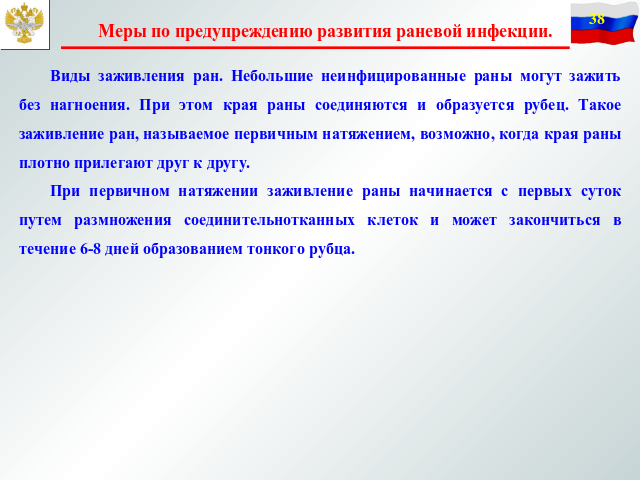 38
Меры по предупреждению развития раневой инфекции.
Виды заживления ран. Небольшие неинфицированные раны могут зажить
без нагноения. При этом края раны соединяются и образуется рубец. Такое
заживление ран, называемое первичным натяжением, возможно, когда края раны
плотно прилегают друг к другу.
При первичном натяжении заживление раны начинается с первых суток
путем размножения соединительнотканных клеток и может закончиться в
течение 6-8 дней образованием тонкого рубца.